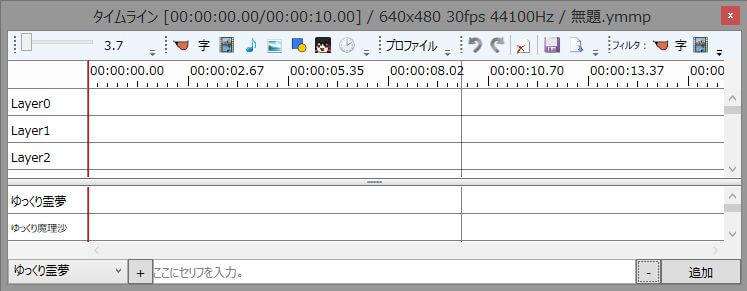 タイムライン [00:00:00.00/00:00:10.00] / 640x480 30fps 44100Hz / 無題.ymmp
3.7 字 プロファイル フィルタ: 字
00:00:00.00 00:00:02.67 00:00:05.35 00:00:08.02 00:00:10.70 00:00:13.37 00:00
Layer0
Layer1
Layer2
ゆっくり霊夢
ゆっくり魔理沙
ゆっくり霊夢 + ここにセリフを入力。 - 追加